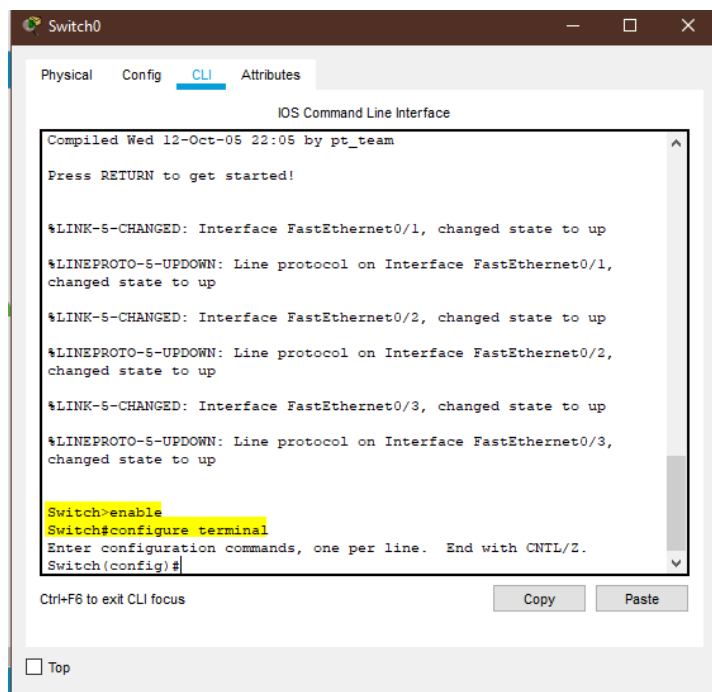 Switch0
Physical Config CLI Attributes
IOS Command Line Interface
Compiled Wed 12-Oct-05 22:05 by pt_team
Press RETURN to get started!
%LINK-5-CHANGED: Interface FastEthernet0/1, changed state to up
%LINEPROTO-5-UPDOWN: Line protocol on Interface FastEthernet0/1,
changed state to up
%LINK-5-CHANGED: Interface FastEthernet0/2, changed state to up
%LINEPROTO-5-UPDOWN: Line protocol on Interface FastEthernet0/2,
changed state to up
%LINK-5-CHANGED: Interface FastEthernet0/3, changed state to up
%LINEPROTO-5-UPDOWN: Line protocol on Interface FastEthernet0/3,
changed state to up
Switch>enable
Switch#configure terminal
Enter configuration commands, one per line.  End with CNTL/Z.
Switch(config)#
Ctrl+F6 to exit CLI focus Copy Paste
Top